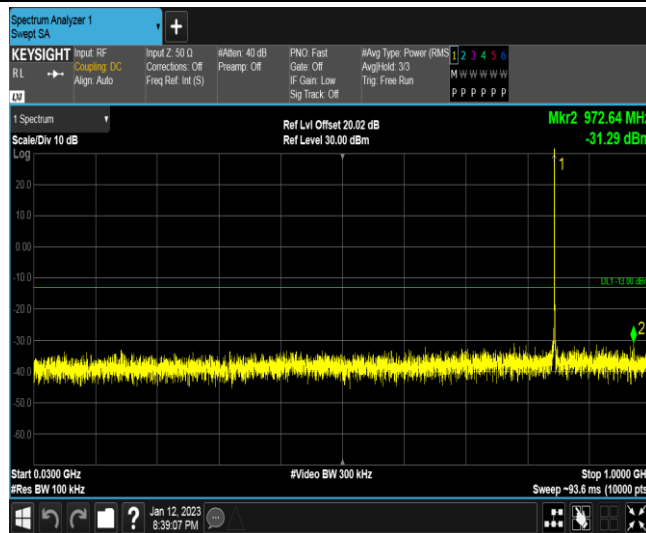 Spectrum Analyzer 1
Swept SA
+
KEYSIGHT
RL
LXI
Input: RF
Coupling: DC
Align: Auto
Input Z: 50 Ω
Corrections: Off
Freq Ref: Int (S)
#Atten: 40 dB
Preamp: Off
PNO: Fast
Gate: Off
IF Gain: Low
Sig Track: Off
#Avg Type: Power (RMS
Avg|Hold: 3/3
Trig: Free Run
1 2 3 4 5 6
M W W W W W
P P P P P P
1 Spectrum
Scale/Div 10 dB
Ref Lvl Offset 20.02 dB
Ref Level 30.00 dBm
Mkr2 972.64 MHz
-31.29 dBm
Log
1
20.0
10.0
0.00
-10.0
DL1 -13.00 dBm
-20.0
-30.0
2
-40.0
-50.0
-60.0
Start 0.0300 GHz
#Video BW 300 kHz
Stop 1.0000 GH
#Res BW 100 kHz
Sweep ~93.6 ms (10000 pts
?
Jan 12, 2023
8:39:07 PM